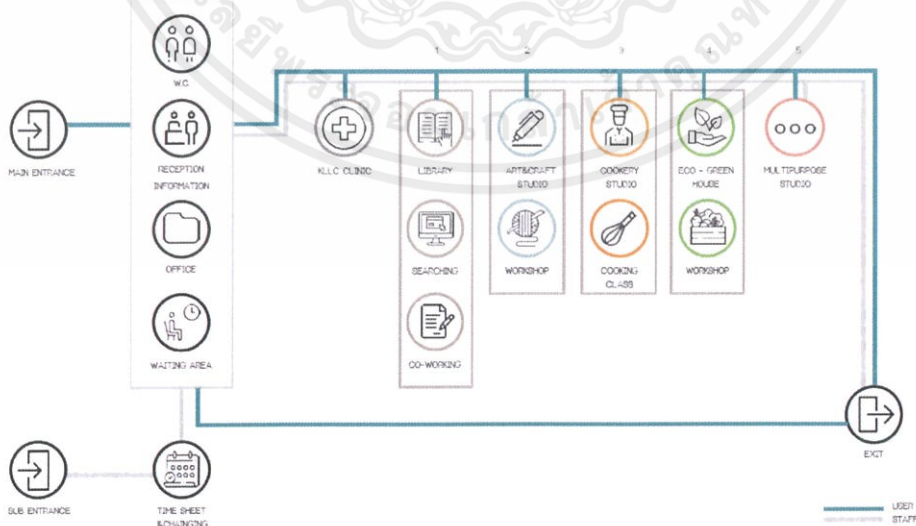 W.C
1
2
3
4
5
MAIN ENTRANCE
RECEPTION
INFORMATION
KLLC CLINIC
LIBRARY
ART&CRAFT
STUDIO
COOKERY
STUDIO
ECO - GREEN
HOUDE
MULTIPURPOSE
STUDIO
OFFICE
SEARCHING
WORKSHOP
COOKING
CLASS
WORKSHOP
WAITING AREA
CO-WORKING
EXIT
SUB ENTRANCE
TIME SHEET
&CHAINGING
USER
STAFF